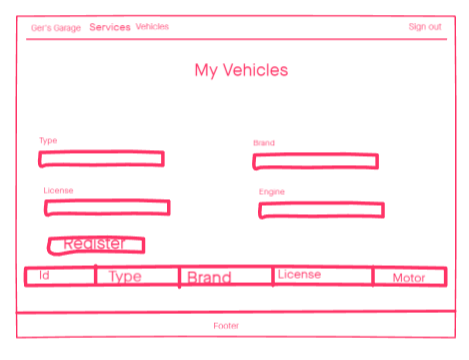 Ger's Garage Services Vehicles Sign out
My Vehicles
Type Brand
License Engine
Register
Id Type Brand License Motor
Footer